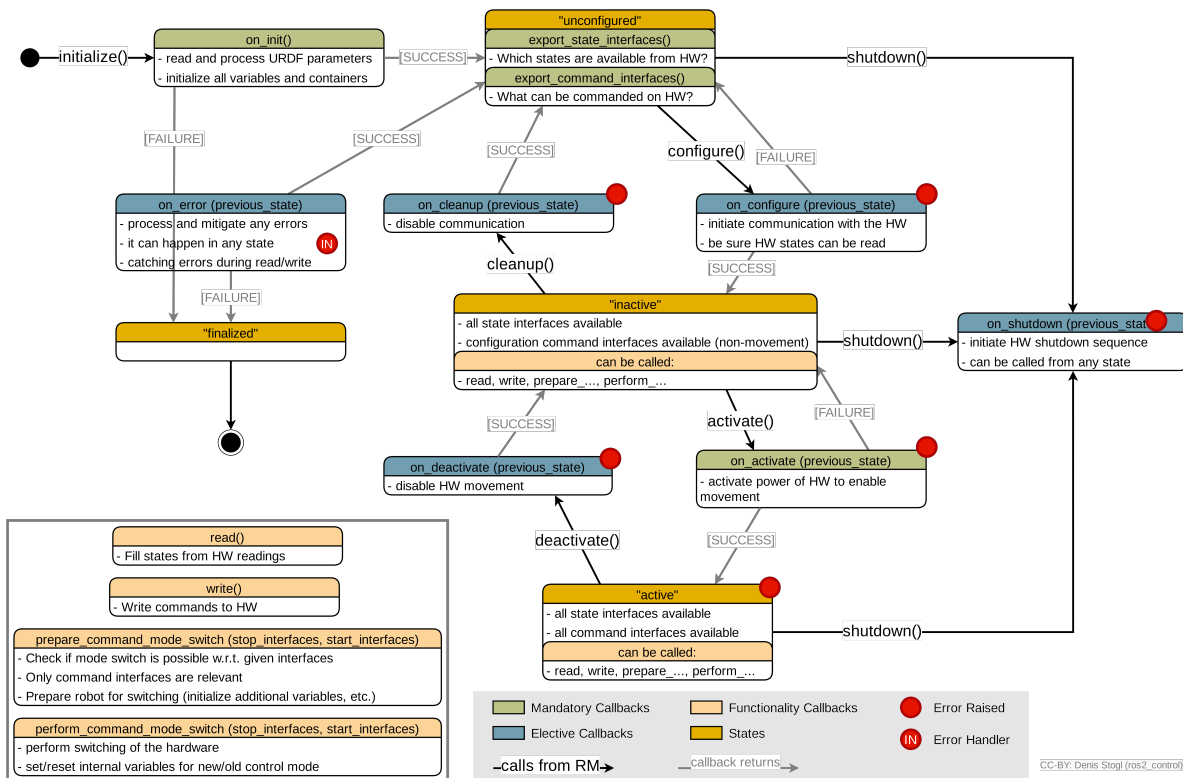 initialize()
on_init()
- read and process URDF parameters
- initialize all variables and containers
[SUCCESS]
"unconfigured"
export_state_interfaces()
- Which states are available from HW?
export_command_interfaces()
- What can be commanded on HW?
shutdown()
[FAILURE]
[SUCCESS]
[SUCCESS]
configure()
[FAILURE]
on_error (previous_state)
- process and mitigate any errors
- it can happen in any state
- catching errors during read/write
IN
on_cleanup (previous_state)
- disable communication
on_configure (previous_state)
- initiate communication with the HW
- be sure HW states can be read
cleanup()
[SUCCESS]
[FAILURE]
"finalized"
"inactive"
- all state interfaces available
- configuration command interfaces available (non-movement)
can be called:
- read, write, prepare_..., perform_...
shutdown()
on_shutdown (previous_stat
- initiate HW shutdown sequence
- can be called from any state
[SUCCESS]
activate()
[FAILURE]
on_deactivate (previous_state)
- disable HW movement
on_activate (previous_state)
- activate power of HW to enable
movement
deactivate()
[SUCCESS]
"active"
- all state interfaces available
- all command interfaces available
can be called:
- read, write, prepare_..., perform_...
shutdown()
read()
- Fill states from HW readings
write()
- Write commands to HW
prepare_command_mode_switch (stop_interfaces, start_interfaces)
- Check if mode switch is possible w.r.t. given interfaces
- Only command interfaces are relevant
- Prepare robot for switching (initialize additional variables, etc.)
perform_command_mode_switch (stop_interfaces, start_interfaces)
- perform switching of the hardware
- set/reset internal variables for new/old control mode
Mandatory Callbacks
Functionality Callbacks
Error Raised
Elective Callbacks
States
IN
Error Handler
calls from RM
callback returns
CC-BY: Denis Stogl (ros2_control)